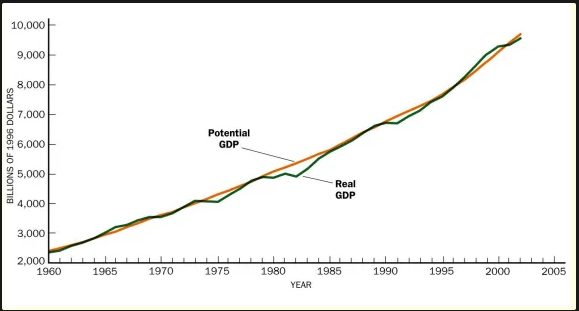 10,000
9,000
8,000
7,000
6,000
5,000
4,000
3,000
2,000
BILLIONS OF 1996 DOLLARS
Potential
GDP
Real
GDP
1960 1965 1970 1975 1980 1985 1990 1995 2000 2005
YEAR